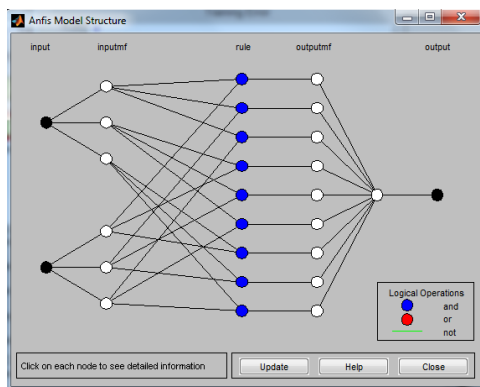 Anfis Model Structure
input inputmf rule outputmf output
Logical Operations
and
or
not
Click on each node to see detailed information
Update Help Close